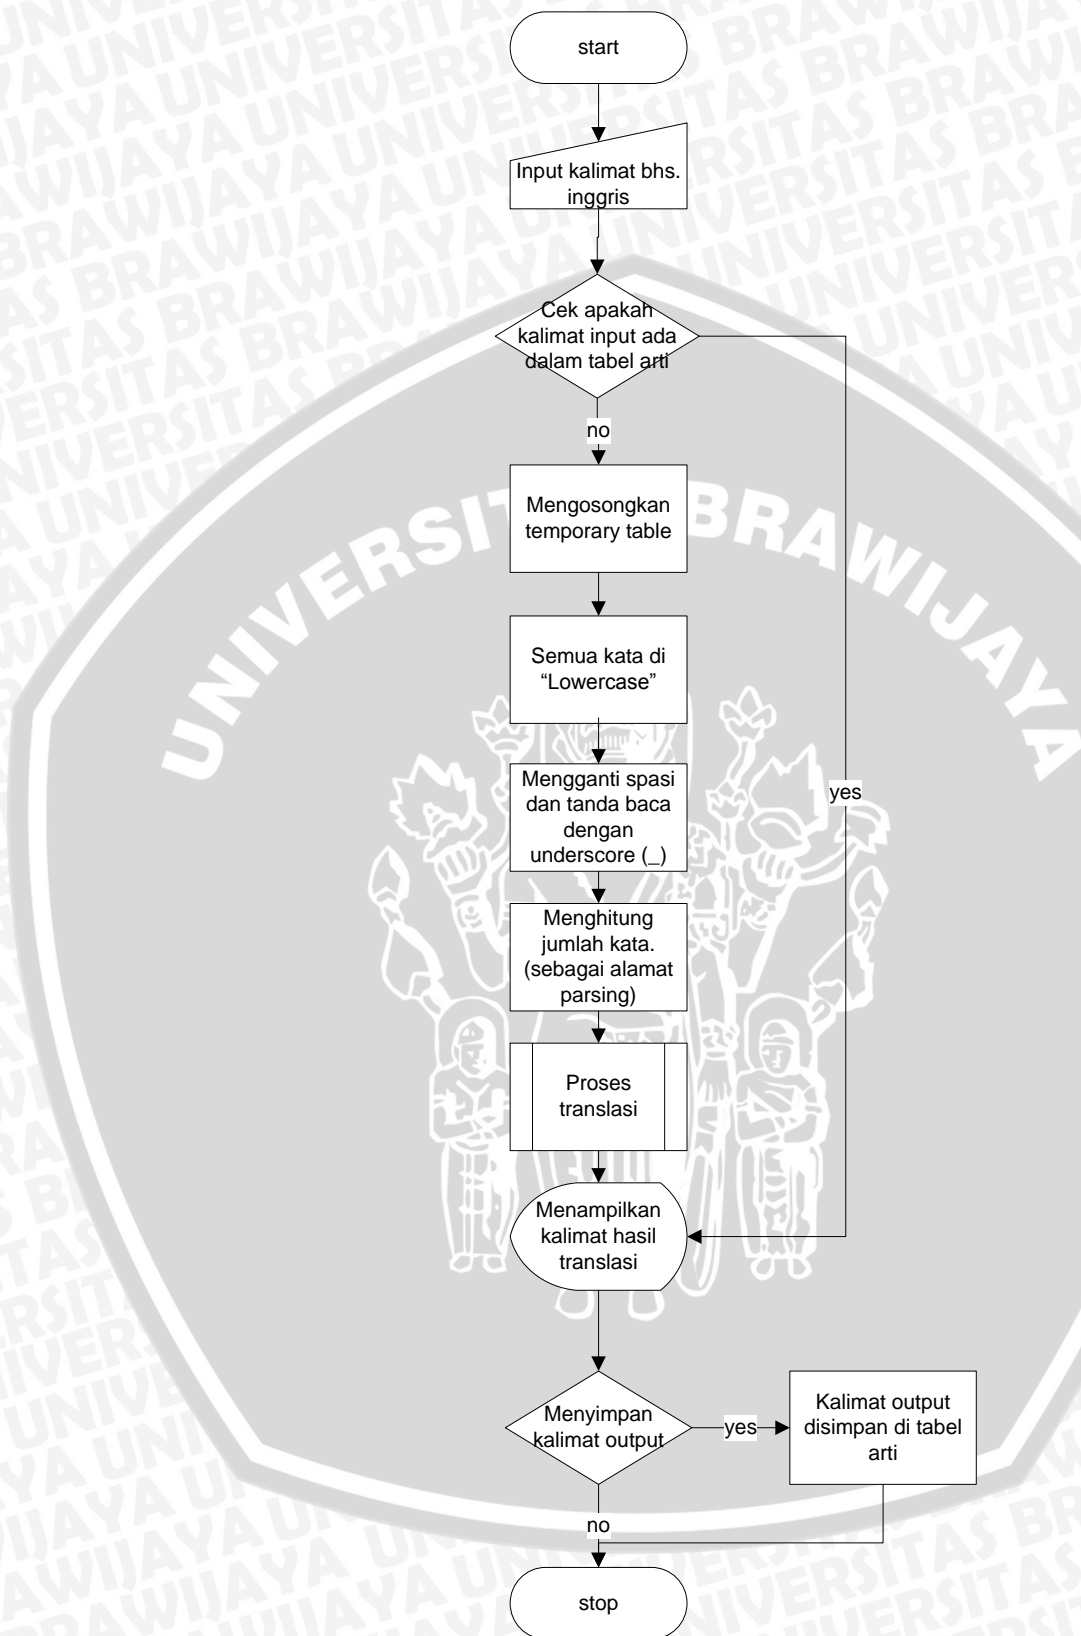 start
Input kalimat bhs.
inggris
Cek apakah
kalimat input ada
dalam tabel arti
no
Mengosongkan
temporary table
UNIVERSITAS BRAWIJAYA
Semua kata di
“Lowercase”
Mengganti spasi
dan tanda baca
dengan
underscore (_)
yes
Menghitung
jumlah kata.
(sebagai alamat
parsing)
Proses
translasi
Menampilkan
kalimat hasil
translasi
Menyimpan
kalimat output
yes
Kalimat output
disimpan di tabel
arti
no
stop